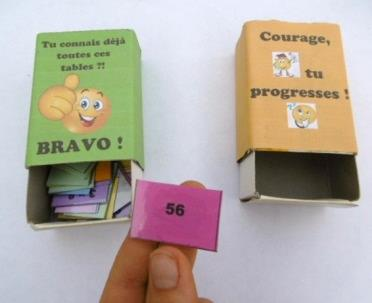 Tu connais déjà
toutes ces
tables ?!
BRAVO !
Courage,
tu
progresses !
56